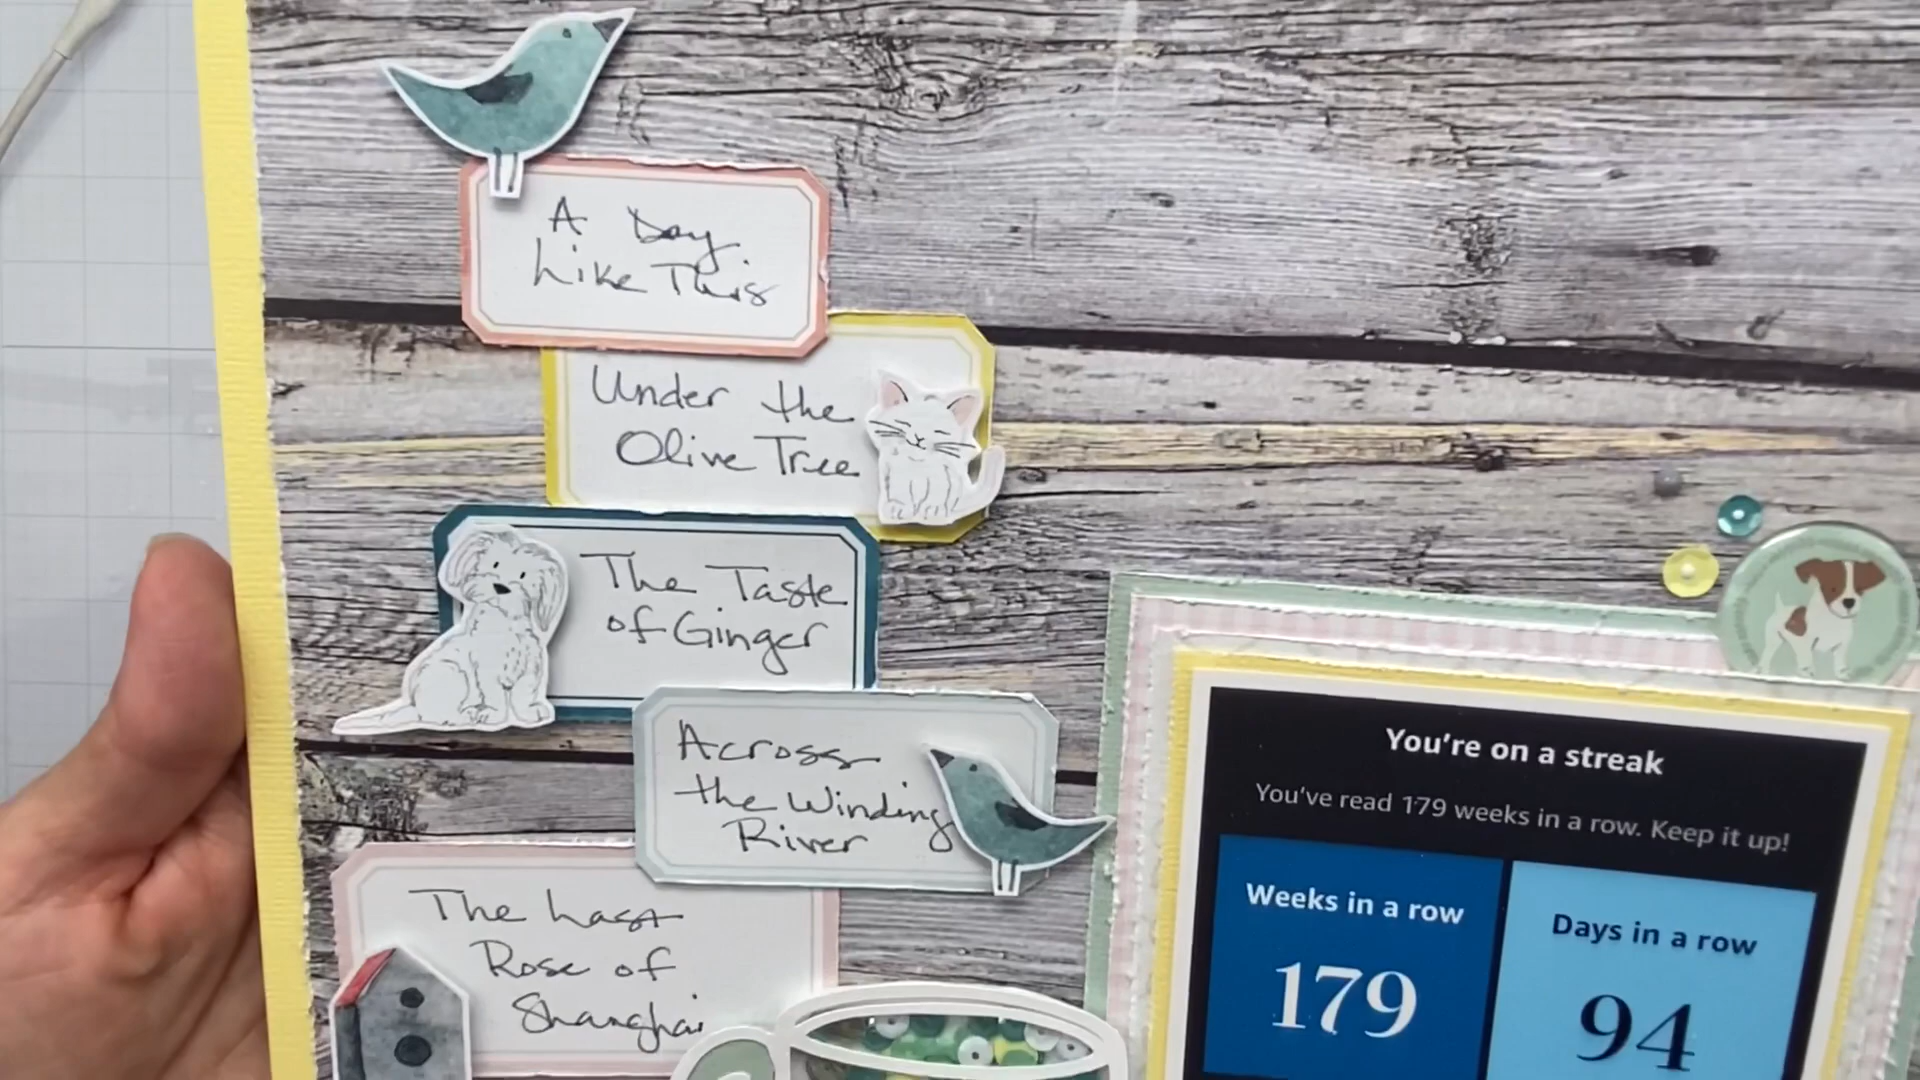 A Day
Like This
Under the
Olive Tree
The Taste
of Ginger
Across
the Winding
River
The Last
Rose of
Shanghai
You're on a streak
You've read 179 weeks in a row. Keep it up!
Weeks in a row
179
Days in a row
94